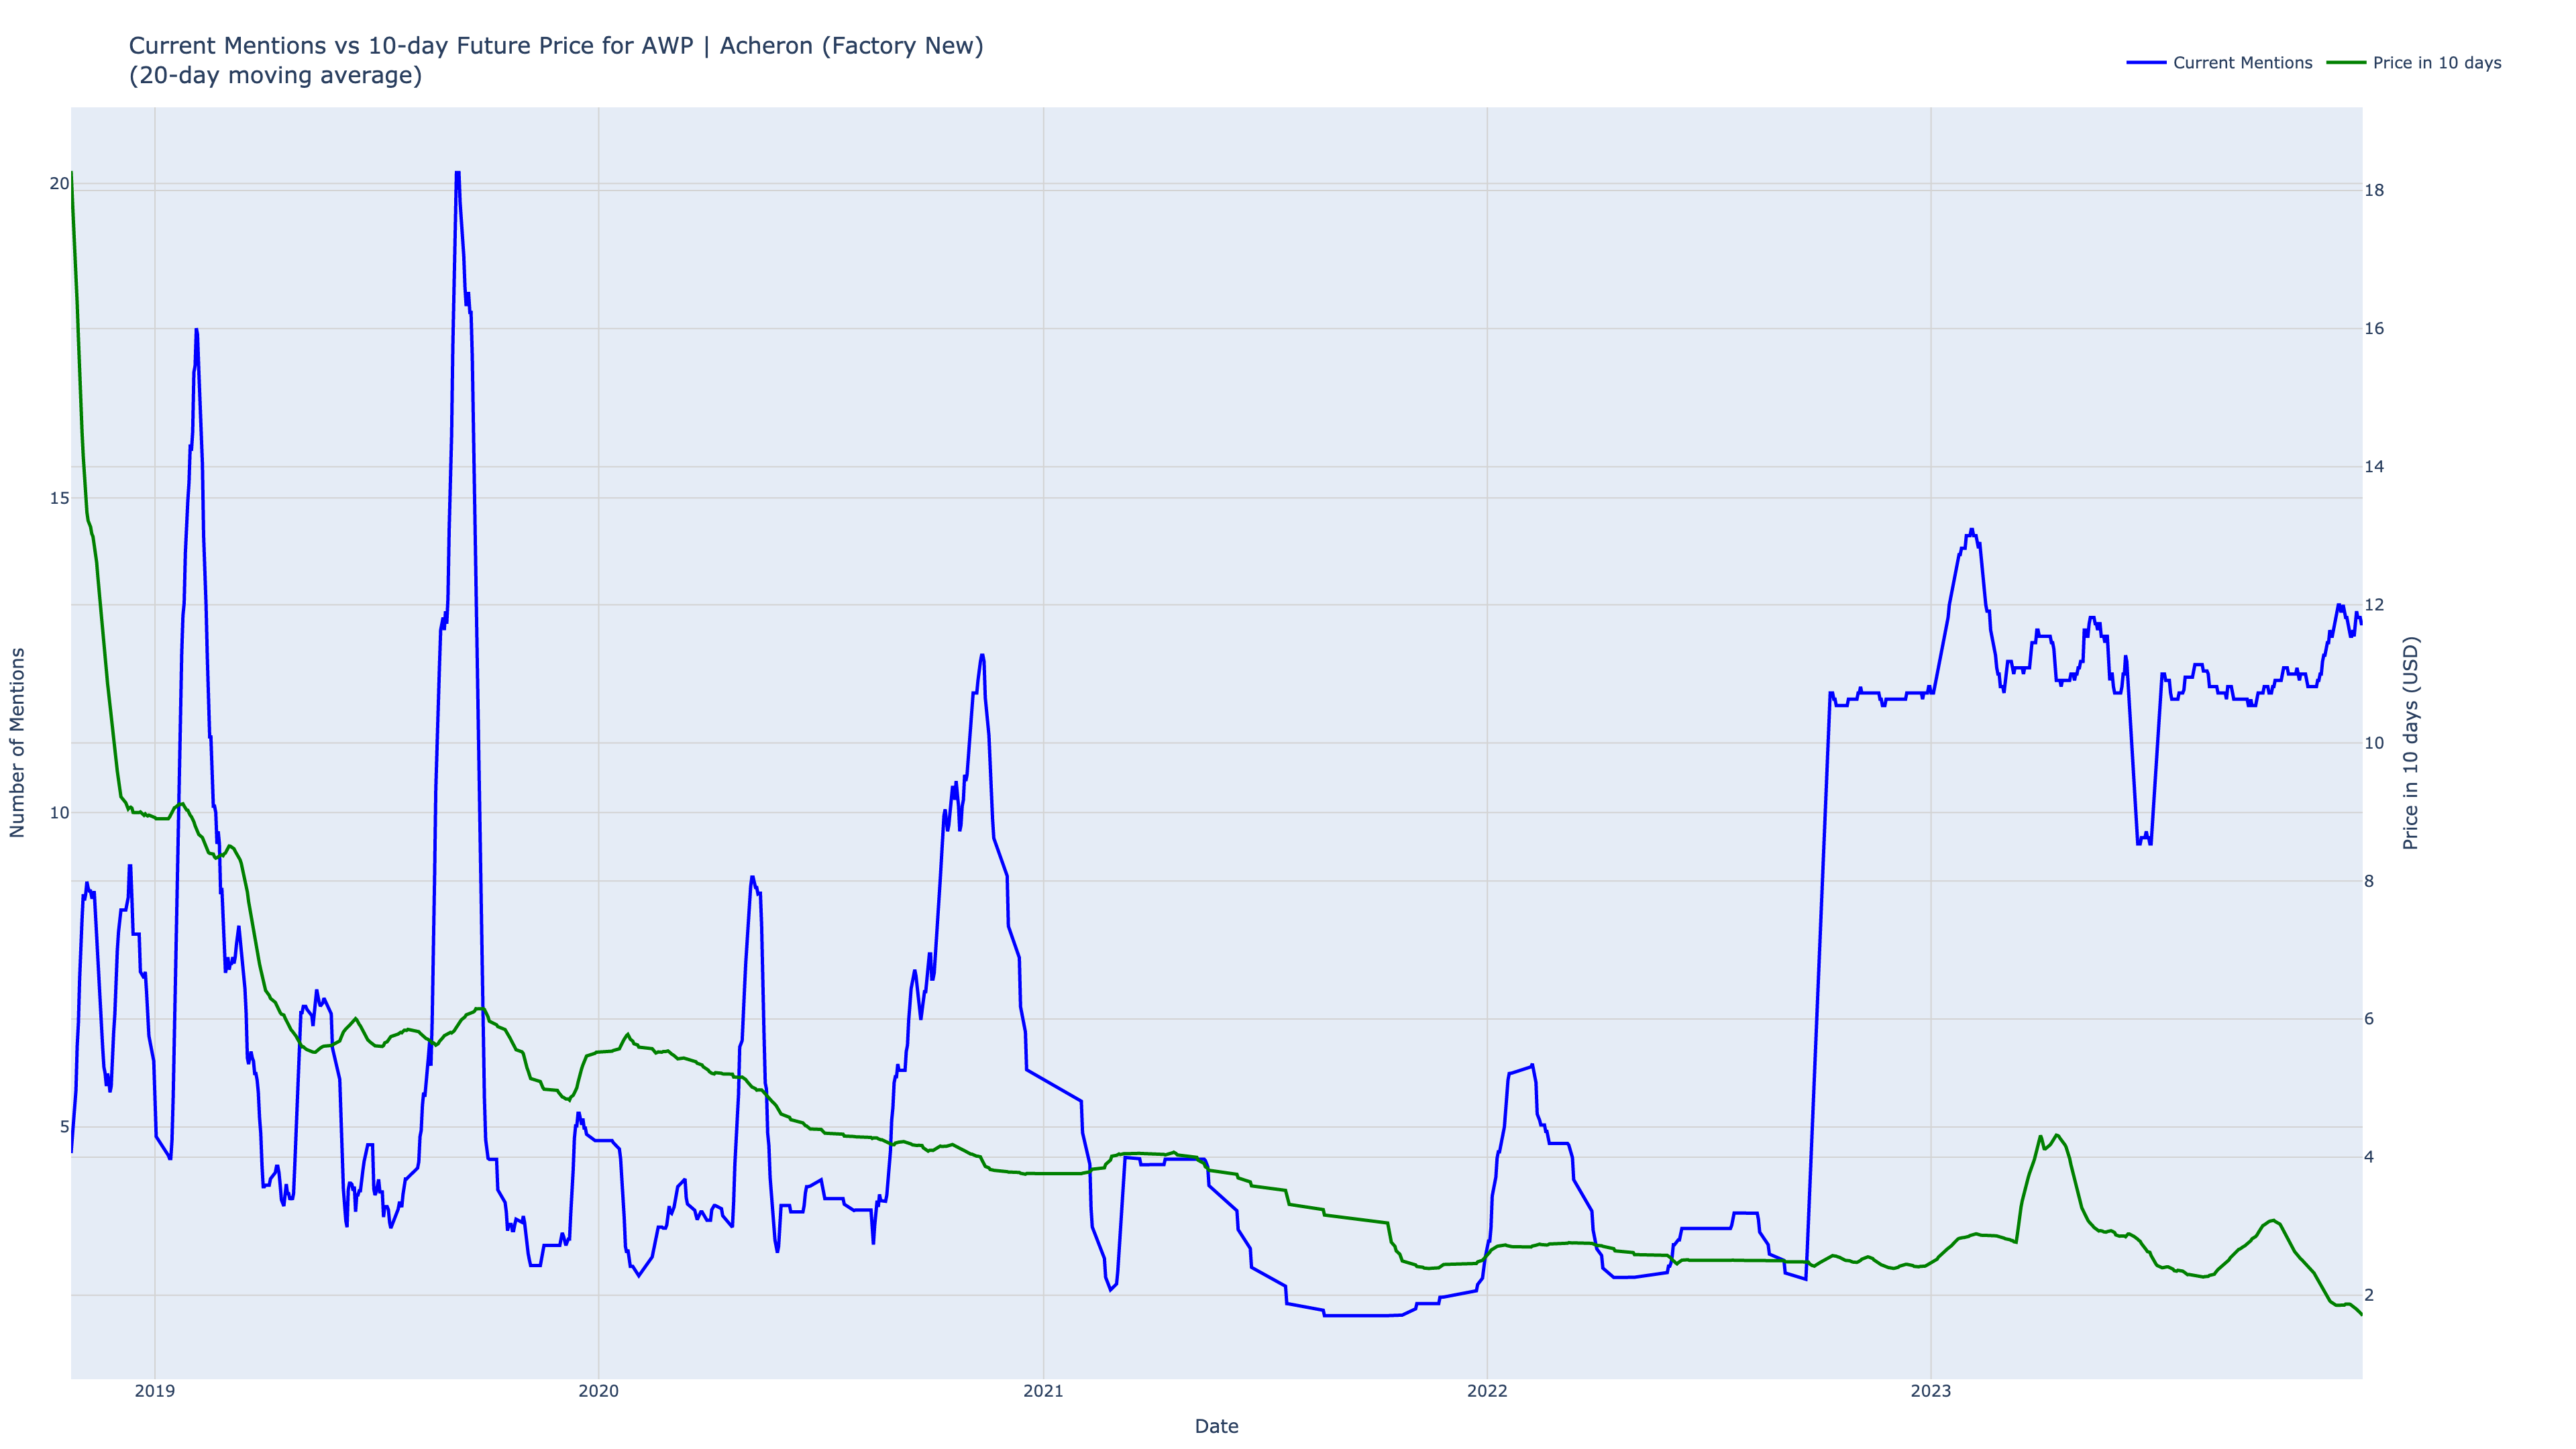 Current Mentions vs 10-day Future Price for AWP | Acheron (Factory New)
(20-day moving average)
Current Mentions
Price in 10 days
20
15
10
5
Number of Mentions
18
16
14
12
10
8
6
4
2
Price in 10 days (USD)
2019
2020
2021
2022
2023
Date